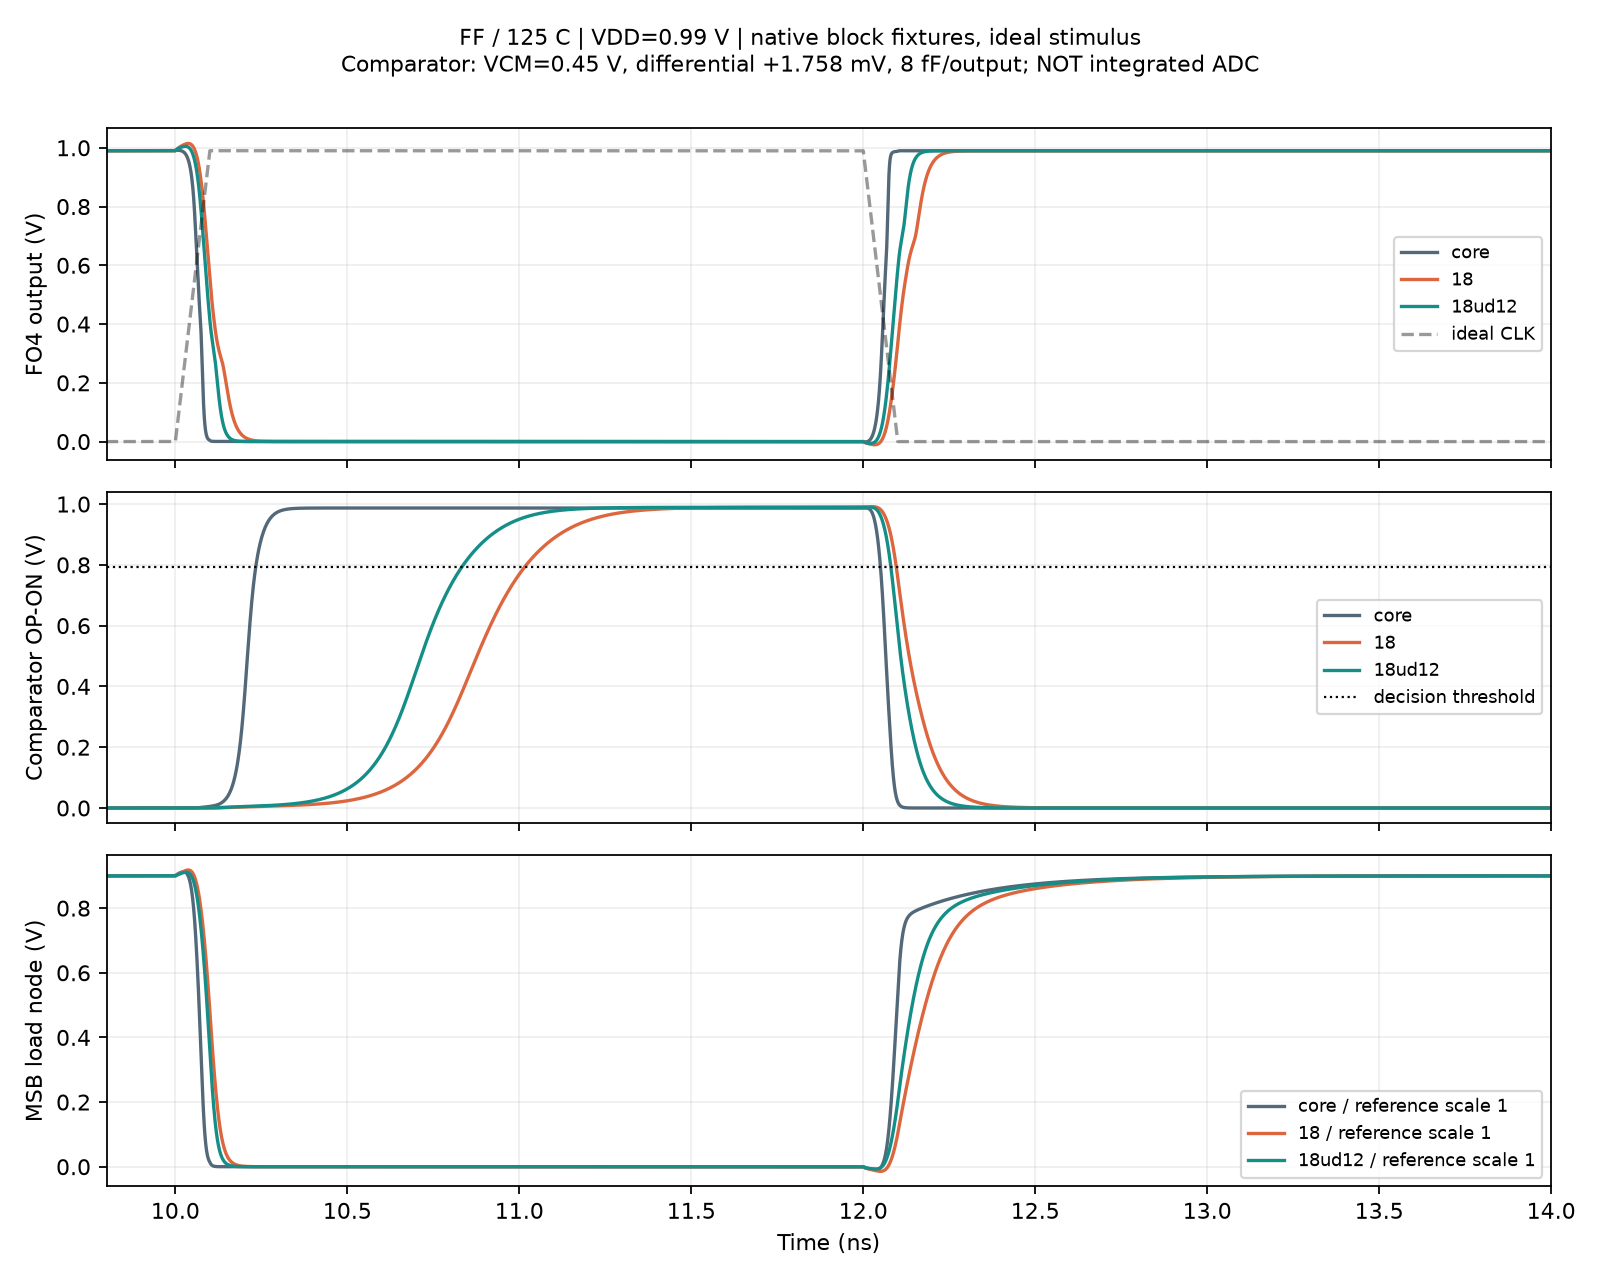 FF / 125 C | VDD=0.99 V | native block fixtures, ideal stimulus
Comparator: VCM=0.45 V, differential +1.758 mV, 8 fF/output; NOT integrated ADC
FO4 output (V)
1.0
0.8
0.6
0.4
0.2
0.0
core
18
18ud12
ideal CLK
Comparator OP-ON (V)
1.0
0.8
0.6
0.4
0.2
0.0
core
18
18ud12
decision threshold
MSB load node (V)
0.8
0.6
0.4
0.2
0.0
core / reference scale 1
18 / reference scale 1
18ud12 / reference scale 1
10.0 10.5 11.0 11.5 12.0 12.5 13.0 13.5 14.0
Time (ns)